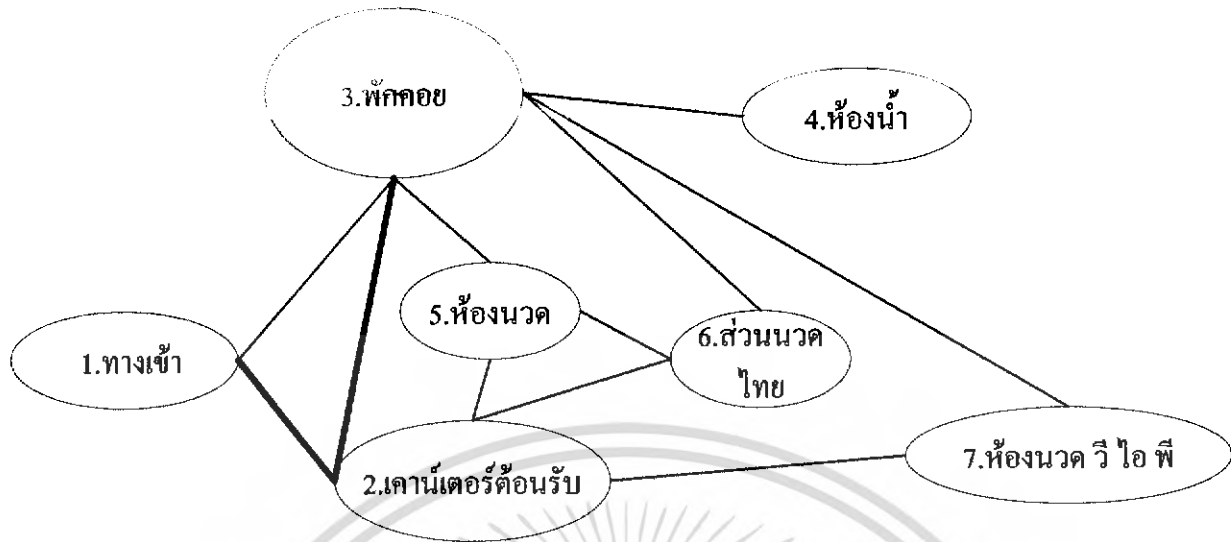 3.พักคอย
4.ห้องน้ำ
5.ห้องนวด
6.ส่วนนวด
ไทย
1.ทางเข้า
2.เคาน์เตอร์ต้อนรับ
7.ห้องนวด วี ไอ พี